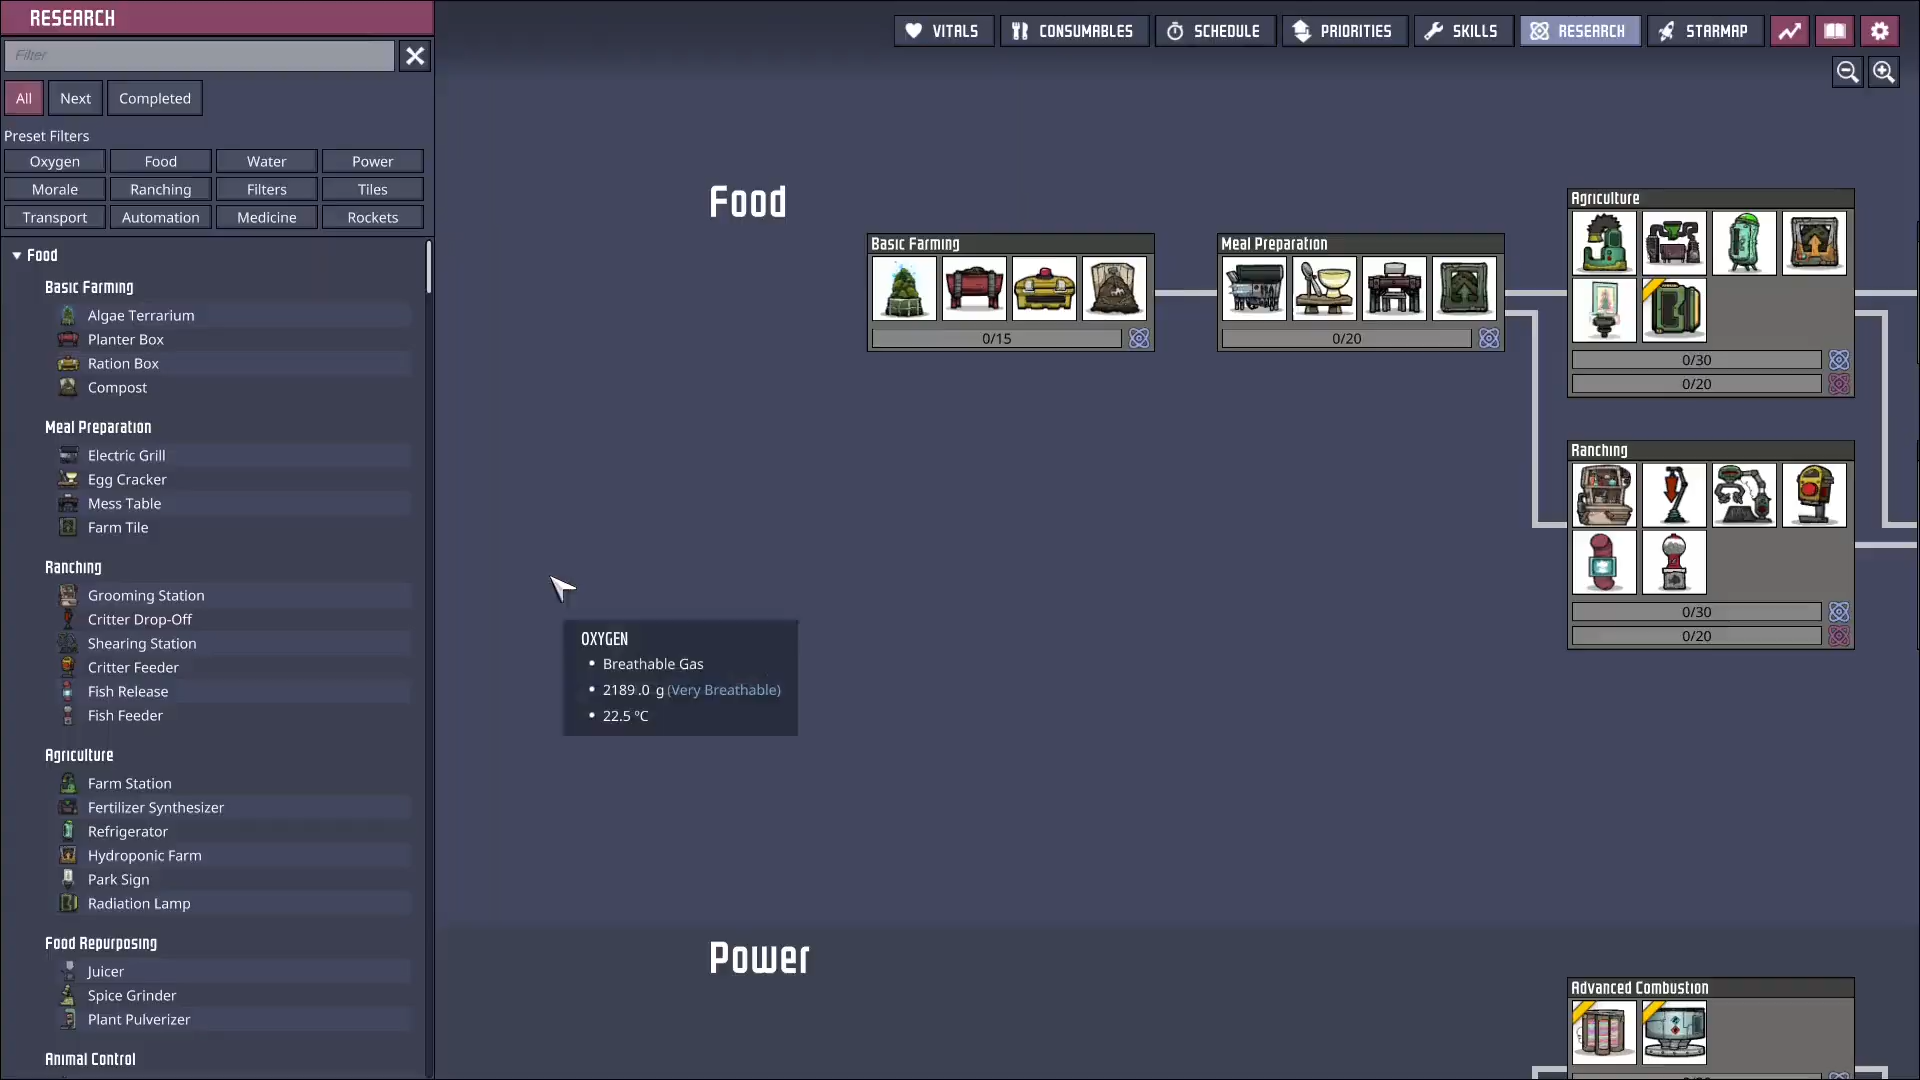 RESEARCH
VITALS
CONSUMABLES
SCHEDULE
PRIORITIES
SKILLS
RESEARCH
STARMAP
Filter
All
Next
Completed
Preset Filters
Oxygen
Food
Water
Power
Morale
Ranching
Filters
Tiles
Transport
Automation
Medicine
Rockets
Food
Basic Farming
Algae Terrarium
Planter Box
Ration Box
Compost
Meal Preparation
Electric Grill
Egg Cracker
Mess Table
Farm Tile
Ranching
Grooming Station
Critter Drop-Off
Shearing Station
Critter Feeder
Fish Release
Fish Feeder
Agriculture
Farm Station
Fertilizer Synthesizer
Refrigerator
Hydroponic Farm
Park Sign
Radiation Lamp
Food Repurposing
Juicer
Spice Grinder
Plant Pulverizer
Animal Control
Food
Basic Farming
0/15
Meal Preparation
0/20
Agriculture
0/30
0/20
Ranching
0/30
0/20
OXYGEN
• Breathable Gas
• 2189.0 g (Very Breathable)
• 22.5 ºC
Power
Advanced Combustion